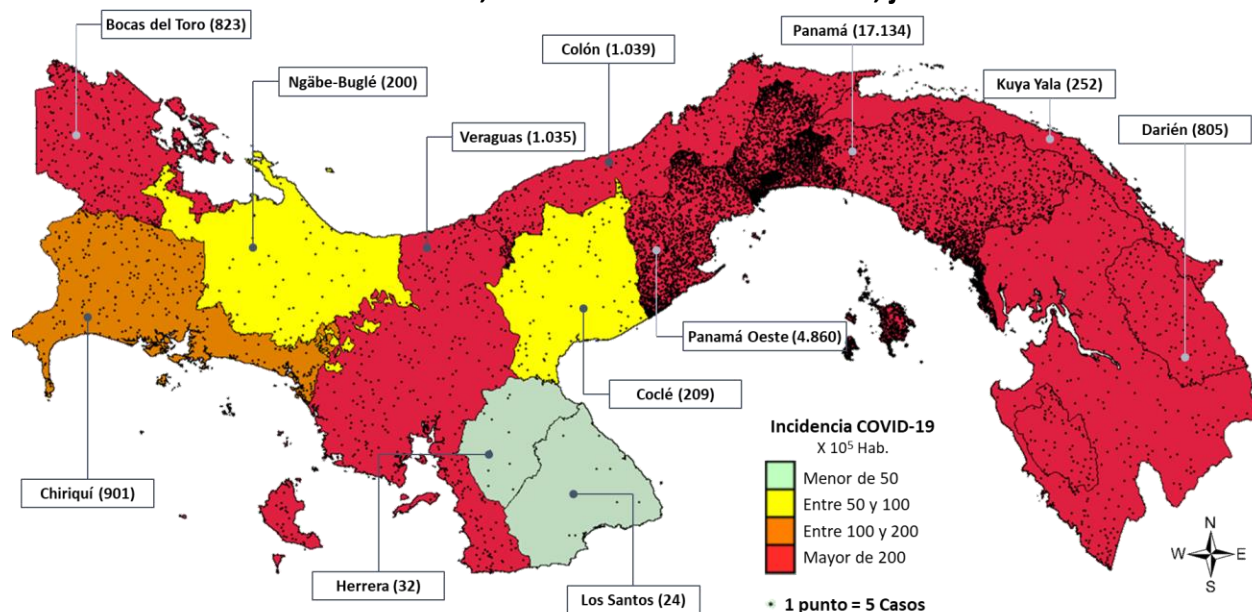 Bocas del Toro (823)
Ngäbe-Buglé (200)
Veraguas (1.035)
Colón (1.039)
Panamá (17.134)
Kuya Yala (252)
Darién (805)
Panamá Oeste (4.860)
Coclé (209)
Chiriquí (901)
Herrera (32)
Los Santos (24)
Incidencia COVID-19
X 10⁵ Hab.
Menor de 50
Entre 50 y 100
Entre 100 y 200
Mayor de 200
1 punto = 5 Casos
N
W E
S